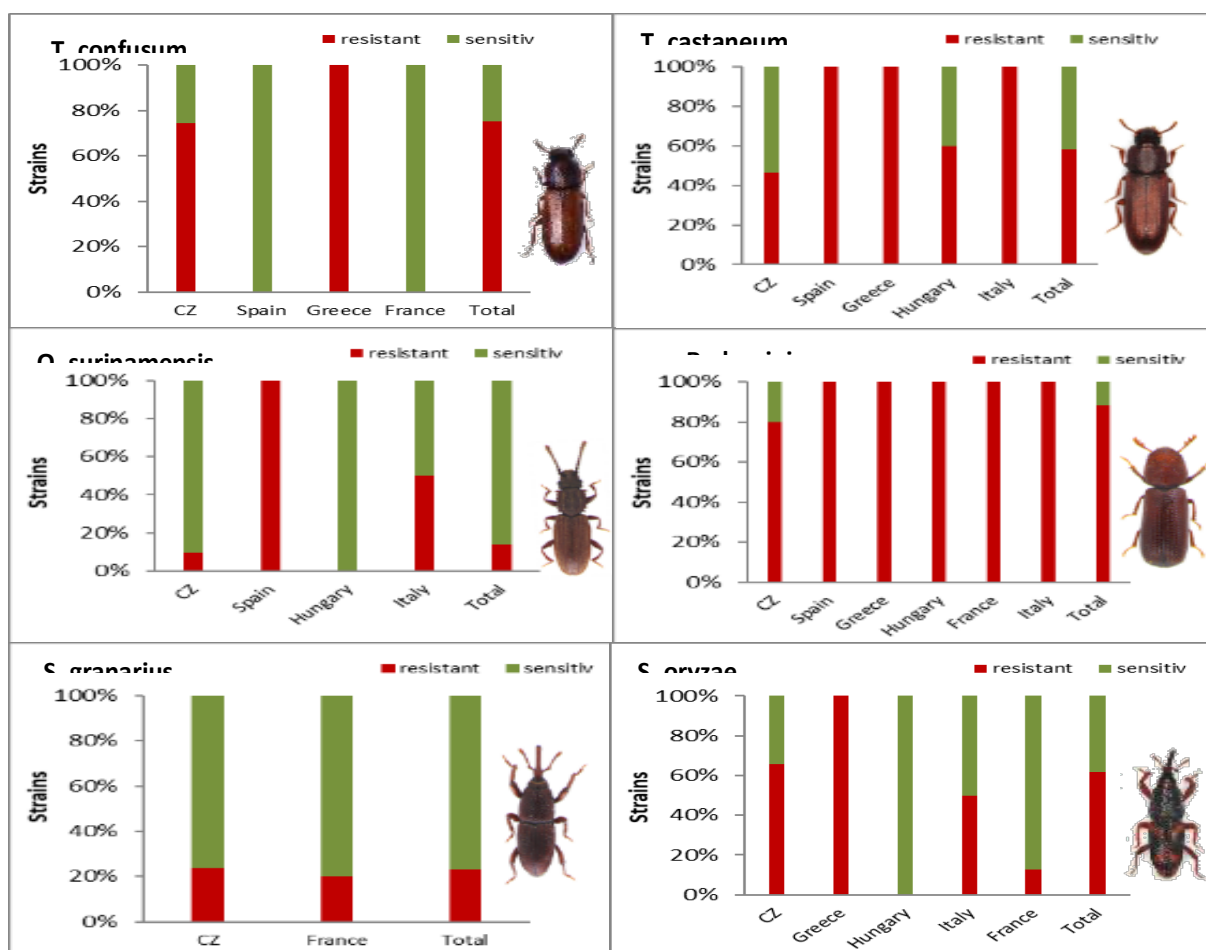 T. confusum
resistant sensitiv
100%
80%
60%
40%
20%
0%
Strains
CZ Spain Greece France Total
T. castaneum
resistant sensitiv
100%
80%
60%
40%
20%
0%
Strains
CZ Spain Greece Hungary Italy Total
O. surinamensis
resistant sensitiv
100%
80%
60%
40%
20%
0%
Strains
CZ Spain Hungary Italy Total
resistant sensitiv
100%
80%
60%
40%
20%
0%
Strains
CZ Spain Greece Hungary France Italy Total
S. granarius
resistant sensitiv
100%
80%
60%
40%
20%
0%
Strains
CZ France Total
S. oryzae
resistant sensitiv
100%
80%
60%
40%
20%
0%
Strains
CZ Greece Hungary Italy France Total